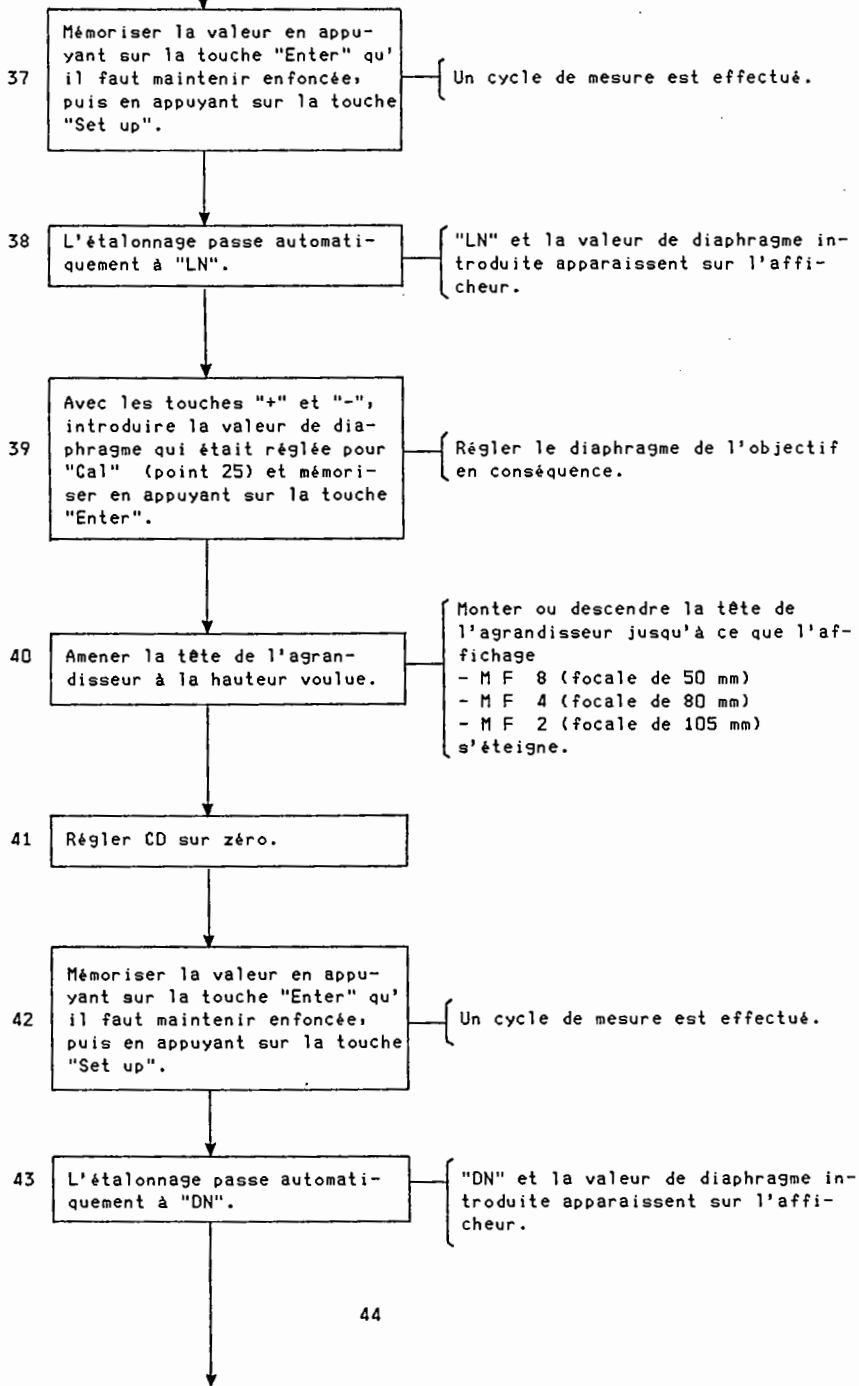 37
Mémoriser la valeur en appu-
yant sur la touche "Enter" qu'
il faut maintenir enfoncée,
puis en appuyant sur la touche
"Set up".
Un cycle de mesure est effectué.
38
L'étalonnage passe automati-
quement à "LN".
"LN" et la valeur de diaphragme in-
troduite apparaissent sur l'affi-
cheur.
39
Avec les touches "+" et "-",
introduire la valeur de dia-
phragme qui était réglée pour
"Cal" (point 25) et mémori-
ser en appuyant sur la touche
"Enter".
Régler le diaphragme de l'objectif
en conséquence.
40
Amener la tête de l'agran-
disseur à la hauteur voulue.
Monter ou descendre la tête de
l'agrandisseur jusqu'à ce que l'af-
fichage
- M F 8 (focale de 50 mm)
- M F 4 (focale de 80 mm)
- M F 2 (focale de 105 mm)
s'éteigne.
41
Régler CD sur zéro.
42
Mémoriser la valeur en appu-
yant sur la touche "Enter" qu'
il faut maintenir enfoncée,
puis en appuyant sur la touche
"Set up".
Un cycle de mesure est effectué.
43
L'étalonnage passe automati-
quement à "DN".
"DN" et la valeur de diaphragme in-
troduite apparaissent sur l'affi-
cheur.
44